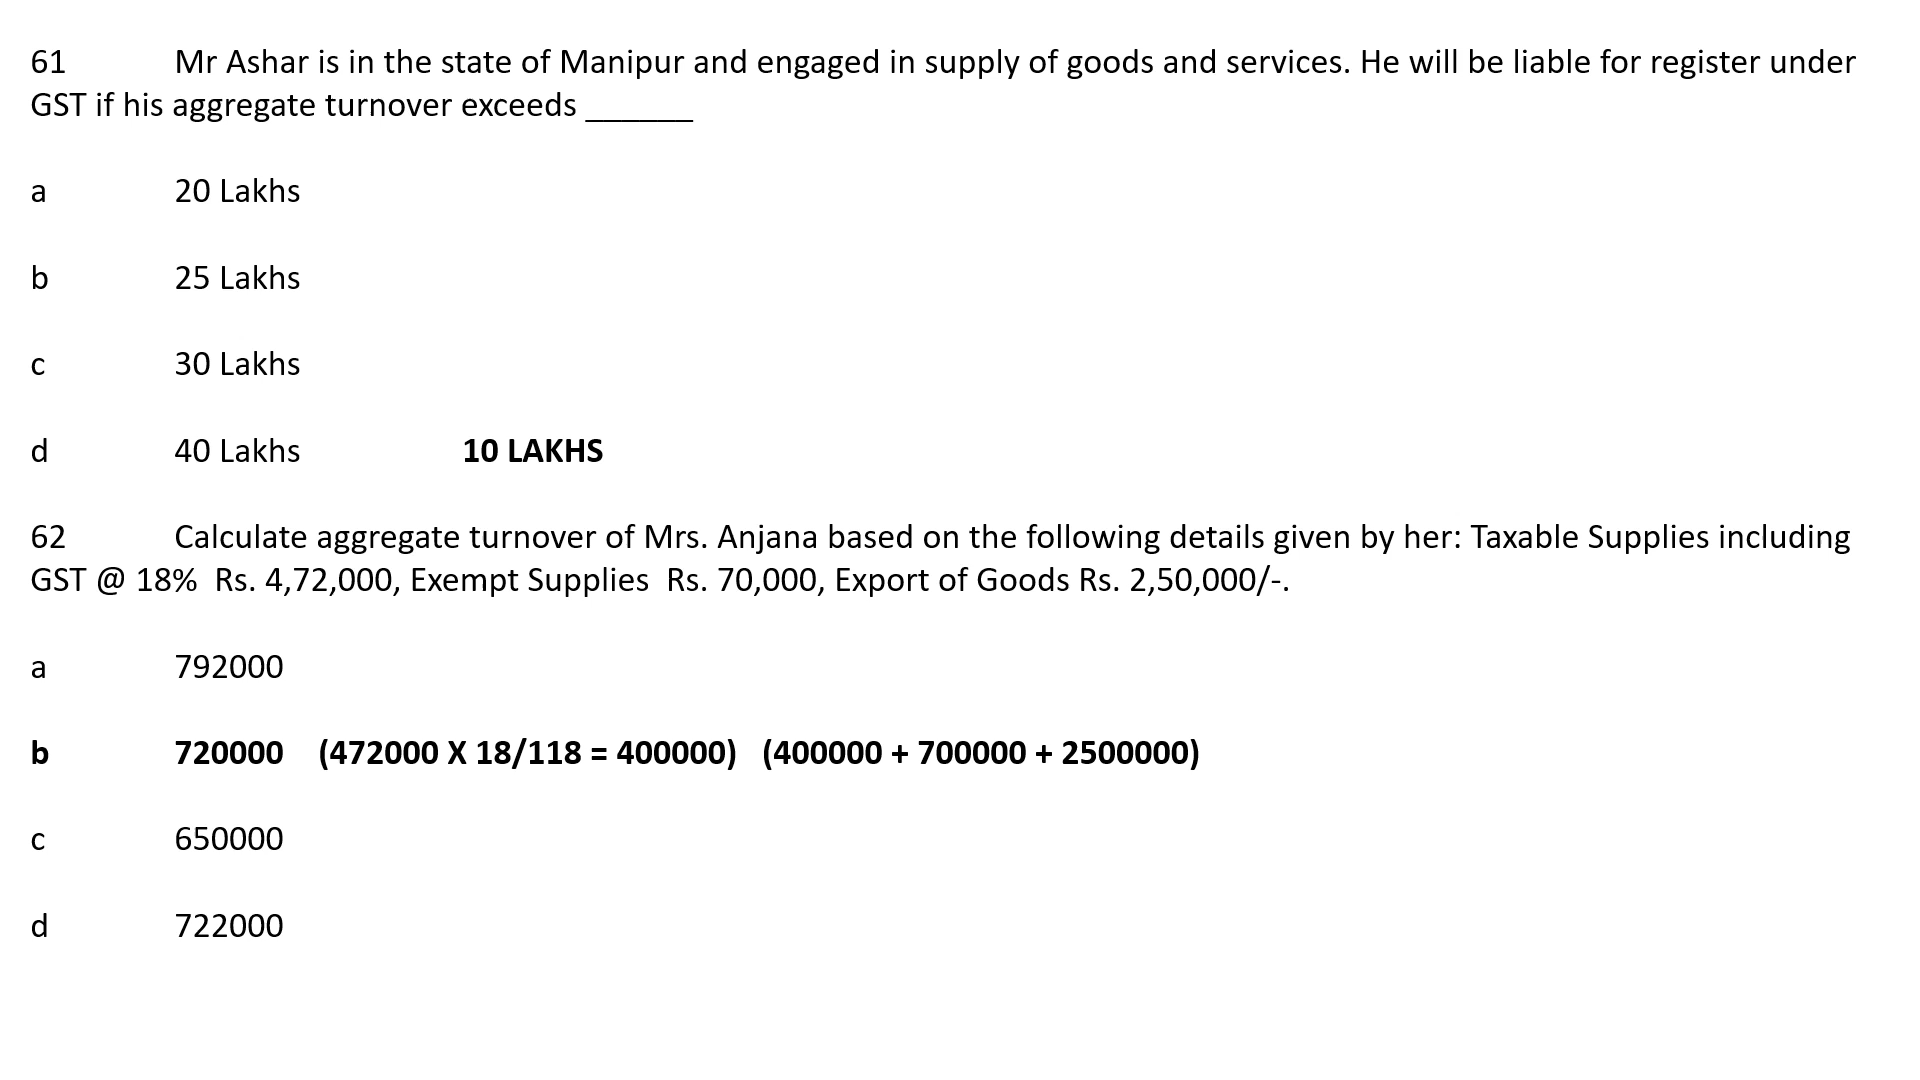 61 Mr Ashar is in the state of Manipur and engaged in supply of goods and services. He will be liable for register under
GST if his aggregate turnover exceeds ______
a 20 Lakhs
b 25 Lakhs
c 30 Lakhs
d 40 Lakhs 10 LAKHS
62 Calculate aggregate turnover of Mrs. Anjana based on the following details given by her: Taxable Supplies including
GST @ 18% Rs. 4,72,000, Exempt Supplies Rs. 70,000, Export of Goods Rs. 2,50,000/-.
a 792000
b 720000 (472000 X 18/118 = 400000) (400000 + 700000 + 2500000)
c 650000
d 722000